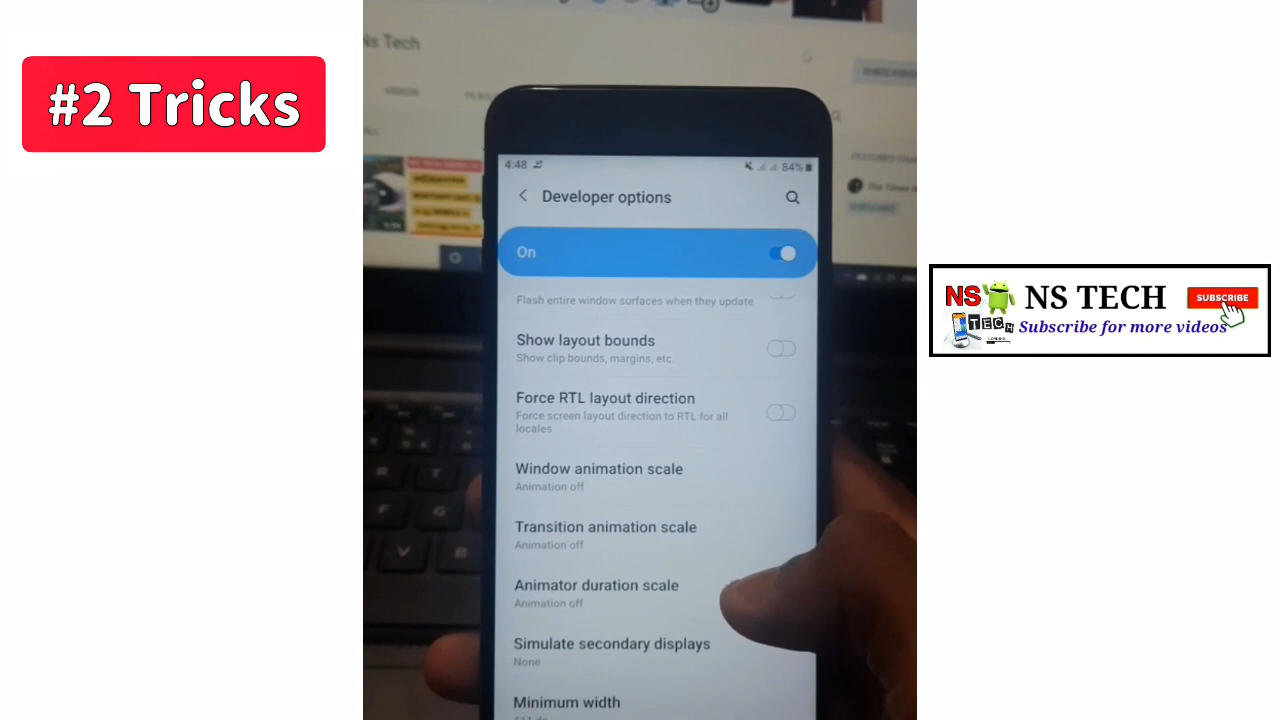 #2 Tricks
Ns Tech
VIDEOS
4:48
84%
Developer options
On
Flash entire window surfaces when they update
Show layout bounds
Show clip bounds, margins, etc.
Force RTL layout direction
Force screen layout direction to RTL for all
locales
Window animation scale
Animation off
Transition animation scale
Animation off
Animator duration scale
Animation off
Simulate secondary displays
None
Minimum width
NS
TECH
NS TECH
SUBSCRIBE
Subscribe for more videos
R
T
F
G
V
B